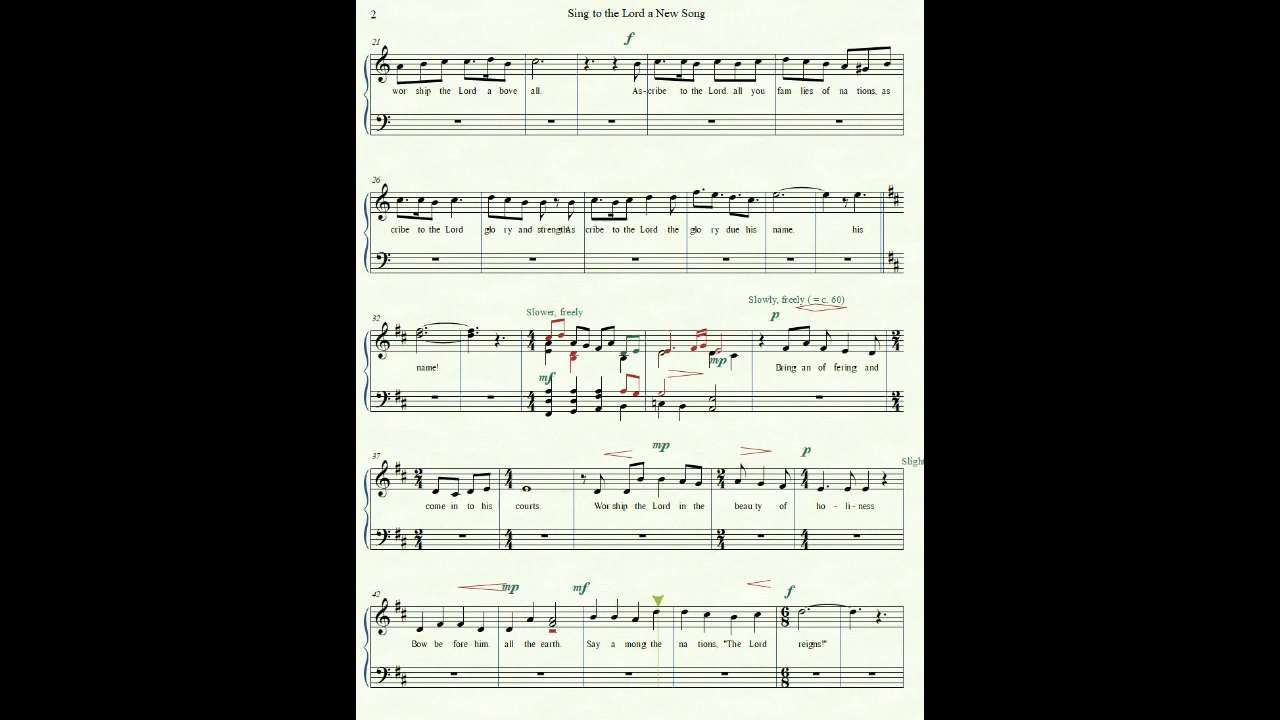 2
Sing to the Lord a New Song
f
21
wor ship the Lord a bove all. As-cribe to the Lord. all you fam lies of na tions, as
26
cribe to the Lord glo ry and strength. As cribe to the Lord the glo ry due his name. his
Slowly, freely ( = c. 60)
Slower, freely
p
32
name! Bring an of fering and
mf
mp
mp
p
37
Sligh
come in to his courts. Wor ship the Lord in the beau ty of ho - li - ness
mp
mf
f
42
Bow be fore him. all the earth. Say a mong the na tions, "The Lord reigns!"